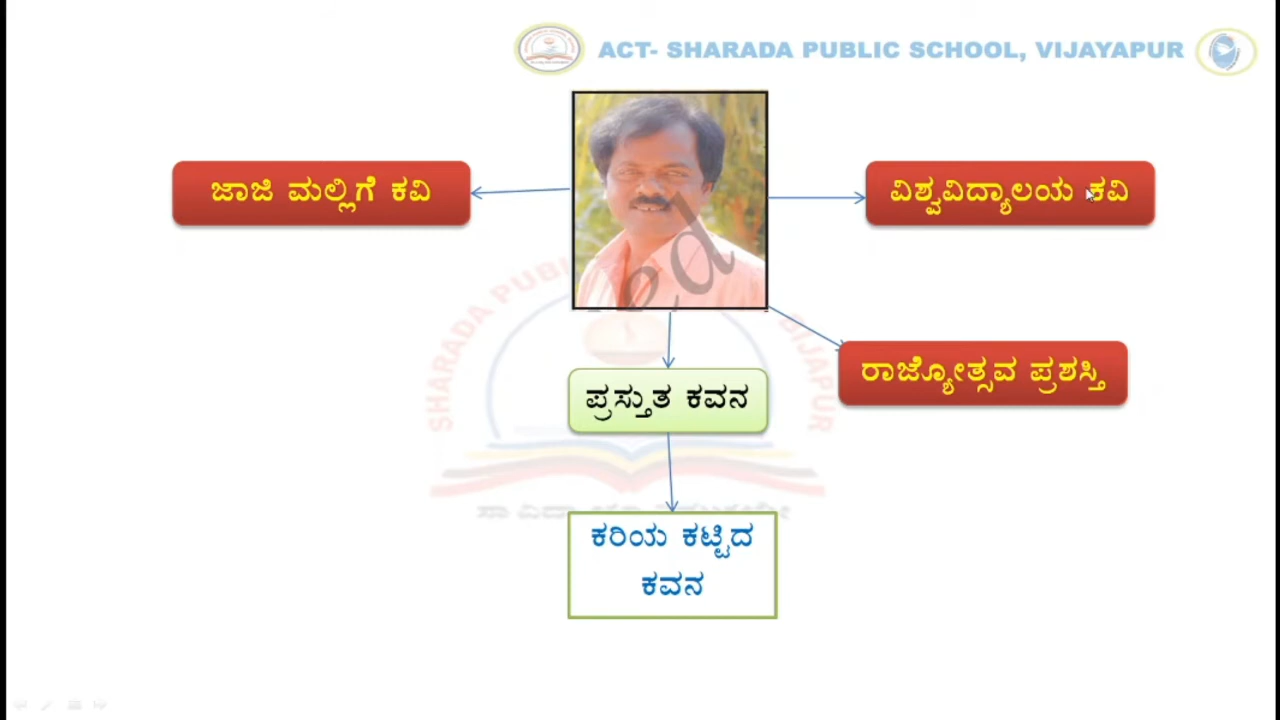 ACT- SHARADA PUBLIC SCHOOL, VIJAYAPUR
ಜಾಜಿ ಮಲ್ಲಿಗೆ ಕವಿ
ವಿಶ್ವವಿದ್ಯಾಲಯ ಕವಿ
ರಾಜ್ಯೋತ್ಸವ ಪ್ರಶಸ್ತಿ
ಪ್ರಸ್ತುತ ಕವನ
ಕರಿಯ ಕಟ್ಟಿದ
ಕವನ